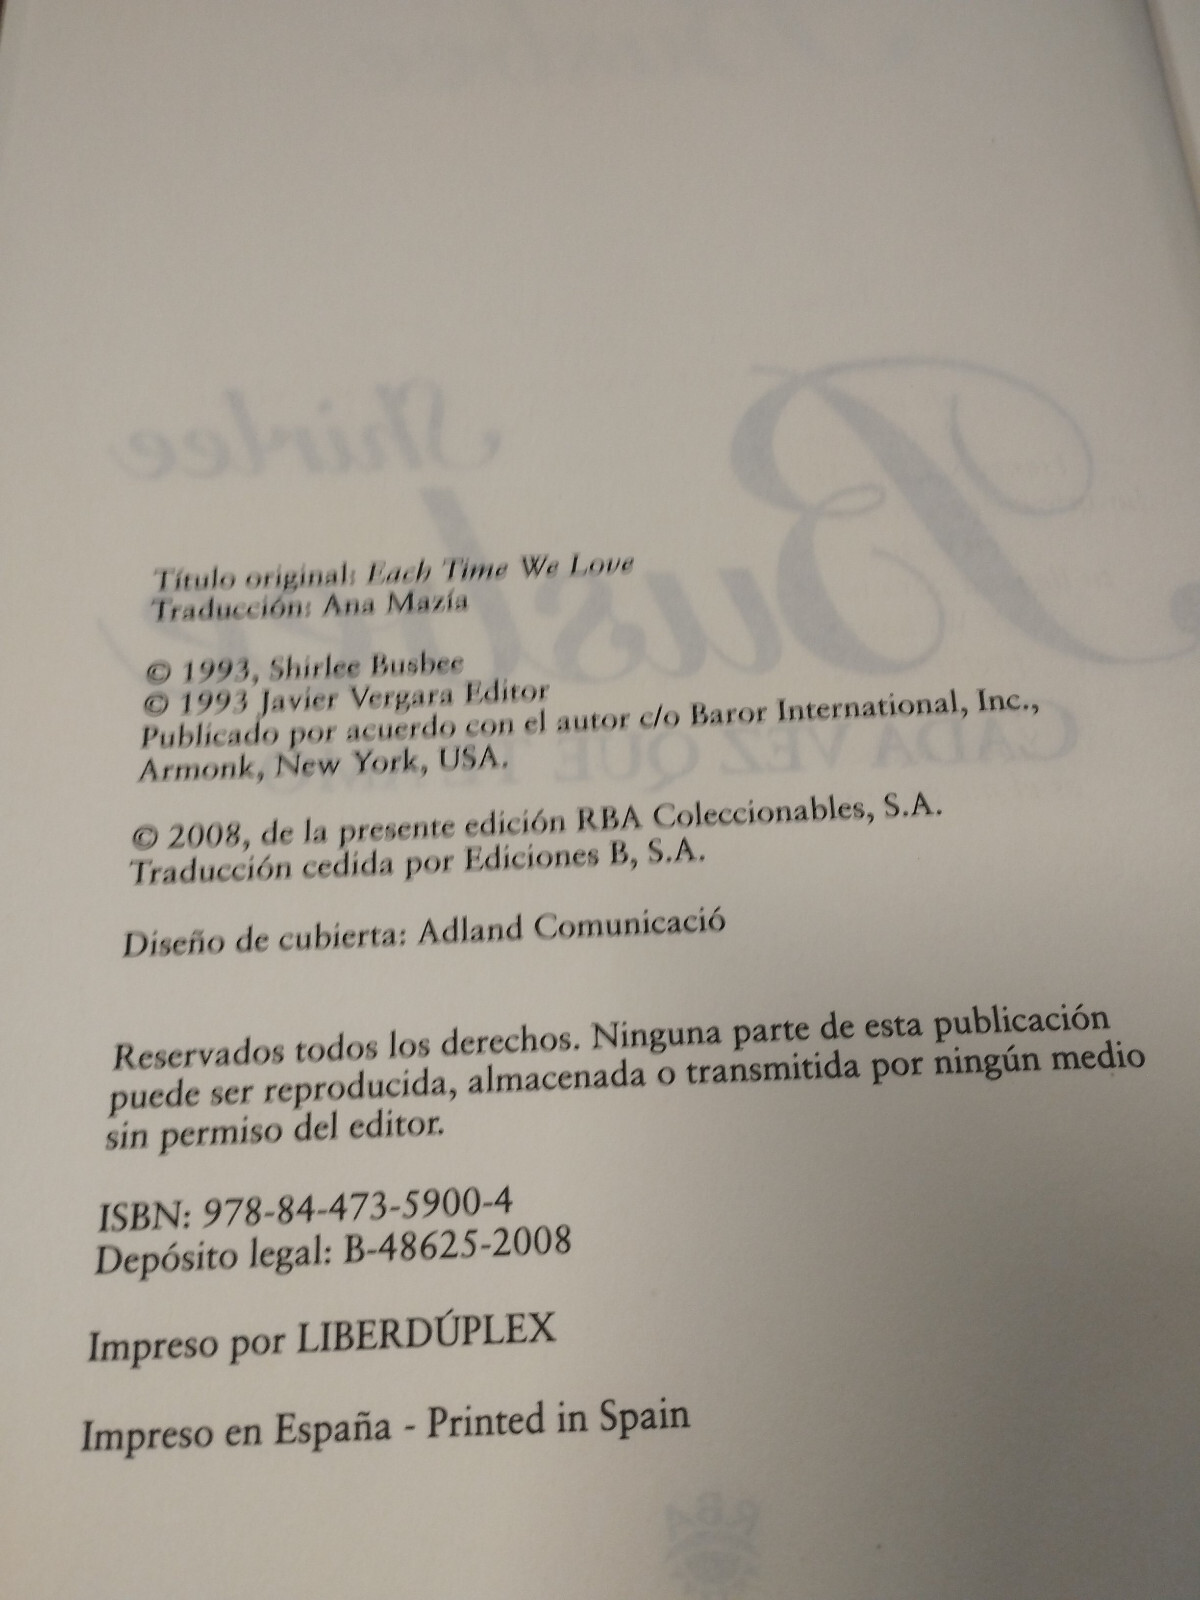 Título original: Each Time We Love
Traducción: Ana Mazía
© 1993, Shirlee Busbee
© 1993 Javier Vergara Editor
Publicado por acuerdo con el autor c/o Baror International, Inc.,
Armonk, New York, USA.
© 2008, de la presente edición RBA Coleccionables, S.A.
Traducción cedida por Ediciones B, S.A.
Diseño de cubierta: Adland Comunicació
Reservados todos los derechos. Ninguna parte de esta publicación
puede ser reproducida, almacenada o transmitida por ningún medio
sin permiso del editor.
ISBN: 978-84-473-5900-4
Depósito legal: B-48625-2008
Impreso por LIBERDÚPLEX
Impreso en España - Printed in Spain